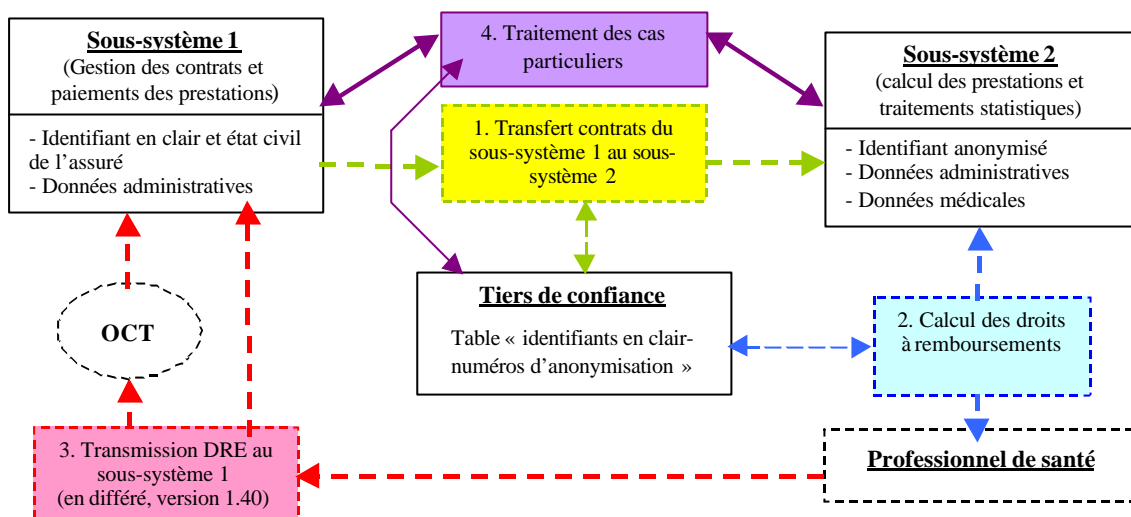 Sous-système 1
(Gestion des contrats et
paiements des prestations)
- Identifiant en clair et état civil
de l'assuré
- Données administratives
4. Traitement des cas
particuliers
1. Transfert contrats du
sous-système 1 au sous-
système 2
Sous-système 2
(calcul des prestations et
traitements statistiques)
- Identifiant anonymisé
- Données administratives
- Données médicales
OCT
Tiers de confiance
Table « identifiants en clair-
numéros d'anonymisation »
2. Calcul des droits
à remboursements
3. Transmission DRE au
sous-système 1
(en différé, version 1.40)
Professionnel de santé